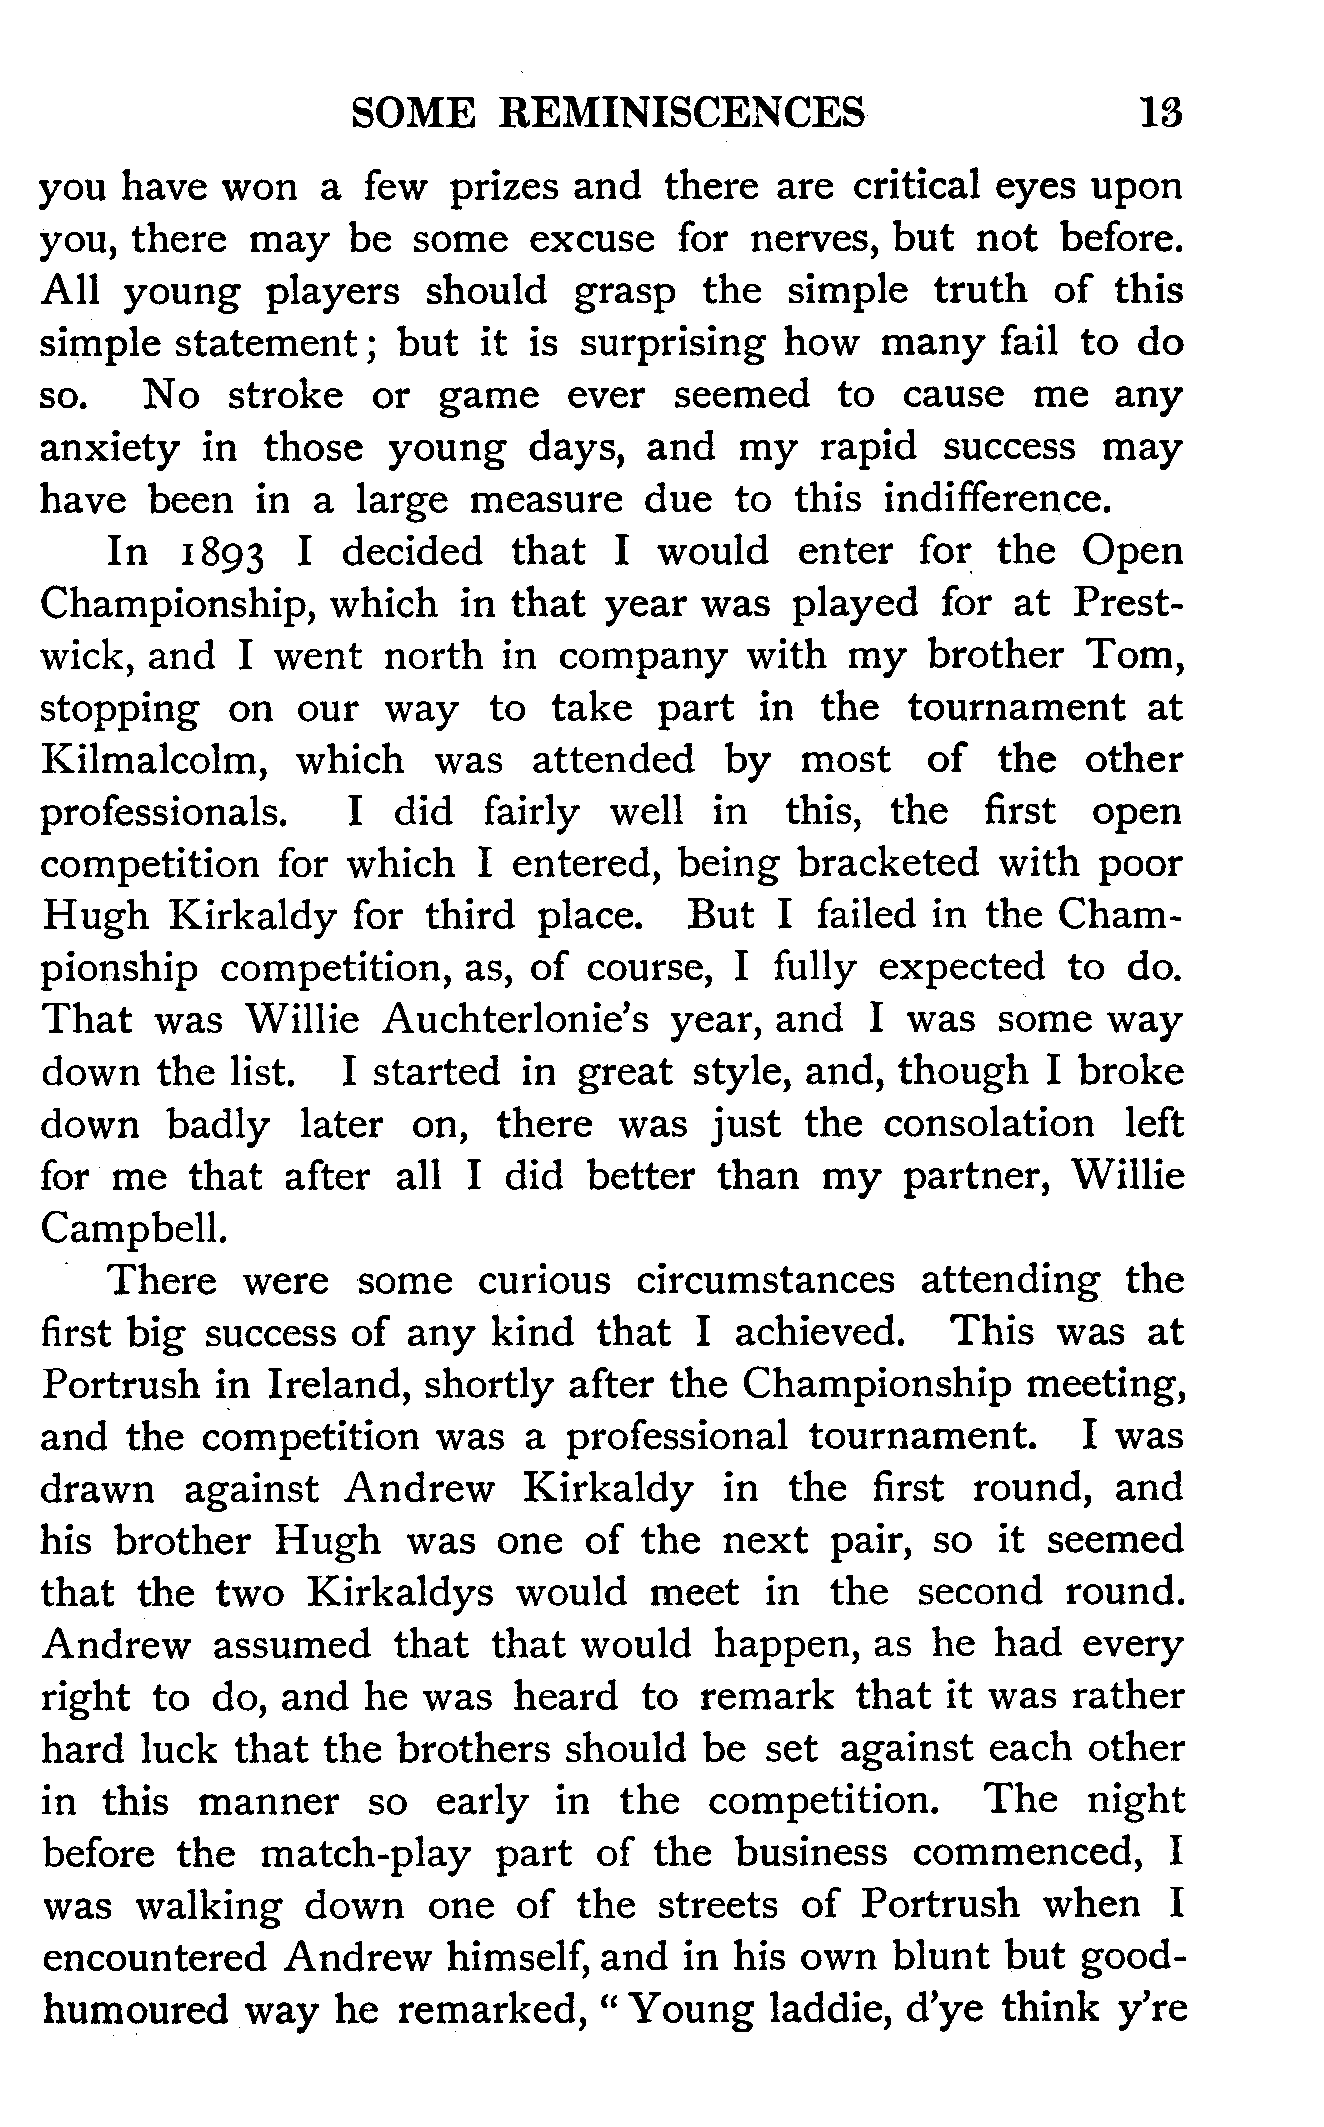 SOME REMINISCENCES 13
you have won a few prizes and there are critical eyes upon
you, there may be some excuse for nerves, but not before.
All young players should grasp the simple truth of this
simple statement; but it is surprising how many fail to do
so. No stroke or game ever seemed to cause me any
anxiety in those young days, and my rapid success may
have been in a large measure due to this indifference.
In 1893 I decided that I would enter for the Open
Championship, which in that year was played for at Prest-
wick, and I went north in company with my brother Tom,
stopping on our way to take part in the tournament at
Kilmalcolm, which was attended by most of the other
professionals. I did fairly well in this, the first open
competition for which I entered, being bracketed with poor
Hugh Kirkaldy for third place. But I failed in the Cham-
pionship competition, as, of course, I fully expected to do.
That was Willie Auchterlonie's year, and I was some way
down the list. I started in great style, and, though I broke
down badly later on, there was just the consolation left
for me that after all I did better than my partner, Willie
Campbell.
There were some curious circumstances attending the
first big success of any kind that I achieved. This was at
Portrush in Ireland, shortly after the Championship meeting,
and the competition was a professional tournament. I was
drawn against Andrew Kirkaldy in the first round, and
his brother Hugh was one of the next pair, so it seemed
that the two Kirkaldys would meet in the second round.
Andrew assumed that that would happen, as he had every
right to do, and he was heard to remark that it was rather
hard luck that the brothers should be set against each other
in this manner so early in the competition. The night
before the match-play part of the business commenced, I
was walking down one of the streets of Portrush when I
encountered Andrew himself, and in his own blunt but good-
humoured way he remarked, “Young laddie, d'ye think y're